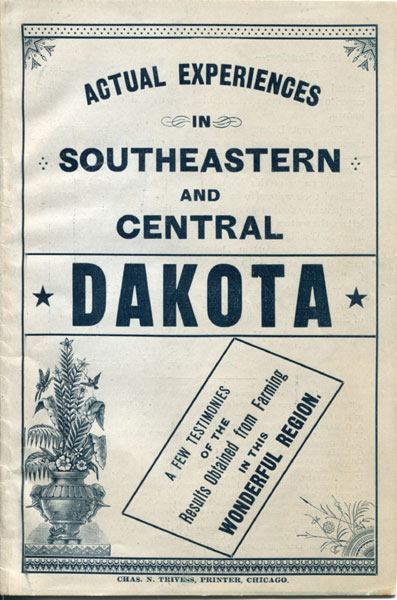 ACTUAL EXPERIENCES
IN
SOUTHEASTERN
AND
CENTRAL
DAKOTA
A FEW TESTIMONIES
OF THE
Results Obtained from Farming
IN THIS
WONDERFUL REGION.
CHAS. N. TRIVESS, PRINTER, CHICAGO.